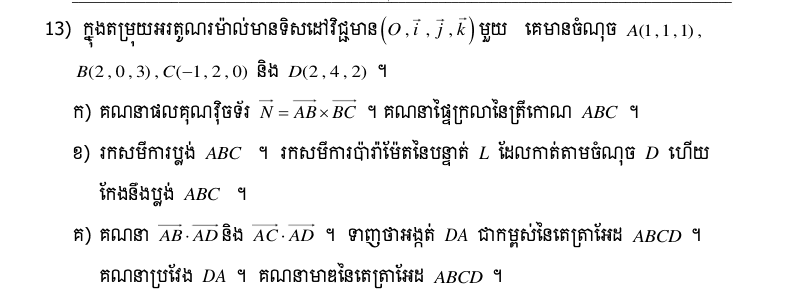 13) ក្នុងតម្រុយអរតូណរម៉ាល់មានទិសដៅវិជ្ជមាន (O, i⃗, j⃗, k⃗) មួយ គេមានចំណុច A(1,1,1),
B(2,0,3), C(−1,2,0) និង D(2,4,2) ។
ក) គណនាផលគុណវ៉ិចទ័រ N⃗ = AB⃗ × BC⃗ ។ គណនាផ្ទៃក្រលានៃត្រីកោណ ABC ។
ខ) រកសមីការប្លង់ ABC ។ រកសមីការប៉ារ៉ាម៉ែតនៃបន្ទាត់ L ដែលកាត់តាមចំណុច D ហើយ
កែងនឹងប្លង់ ABC ។
គ) គណនា AB⃗ · AD⃗ និង AC⃗ · AD⃗ ។ ទាញថាអង្កត់ DA ជាកម្ពស់នៃតេត្រាអែដ ABCD ។
គណនាប្រវែង DA ។ គណនាមាឌនៃតេត្រាអែដ ABCD ។